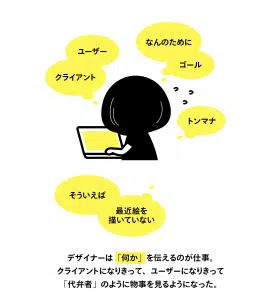 なんのために
ユーザー
ゴール
クライアント
トンマナ
そういえば
最近絵を
描いていない
デザイナーは「何か」を伝えるのが仕事。
クライアントになりきって、ユーザーになりきって
「代弁者」のように物事を見るようになった。